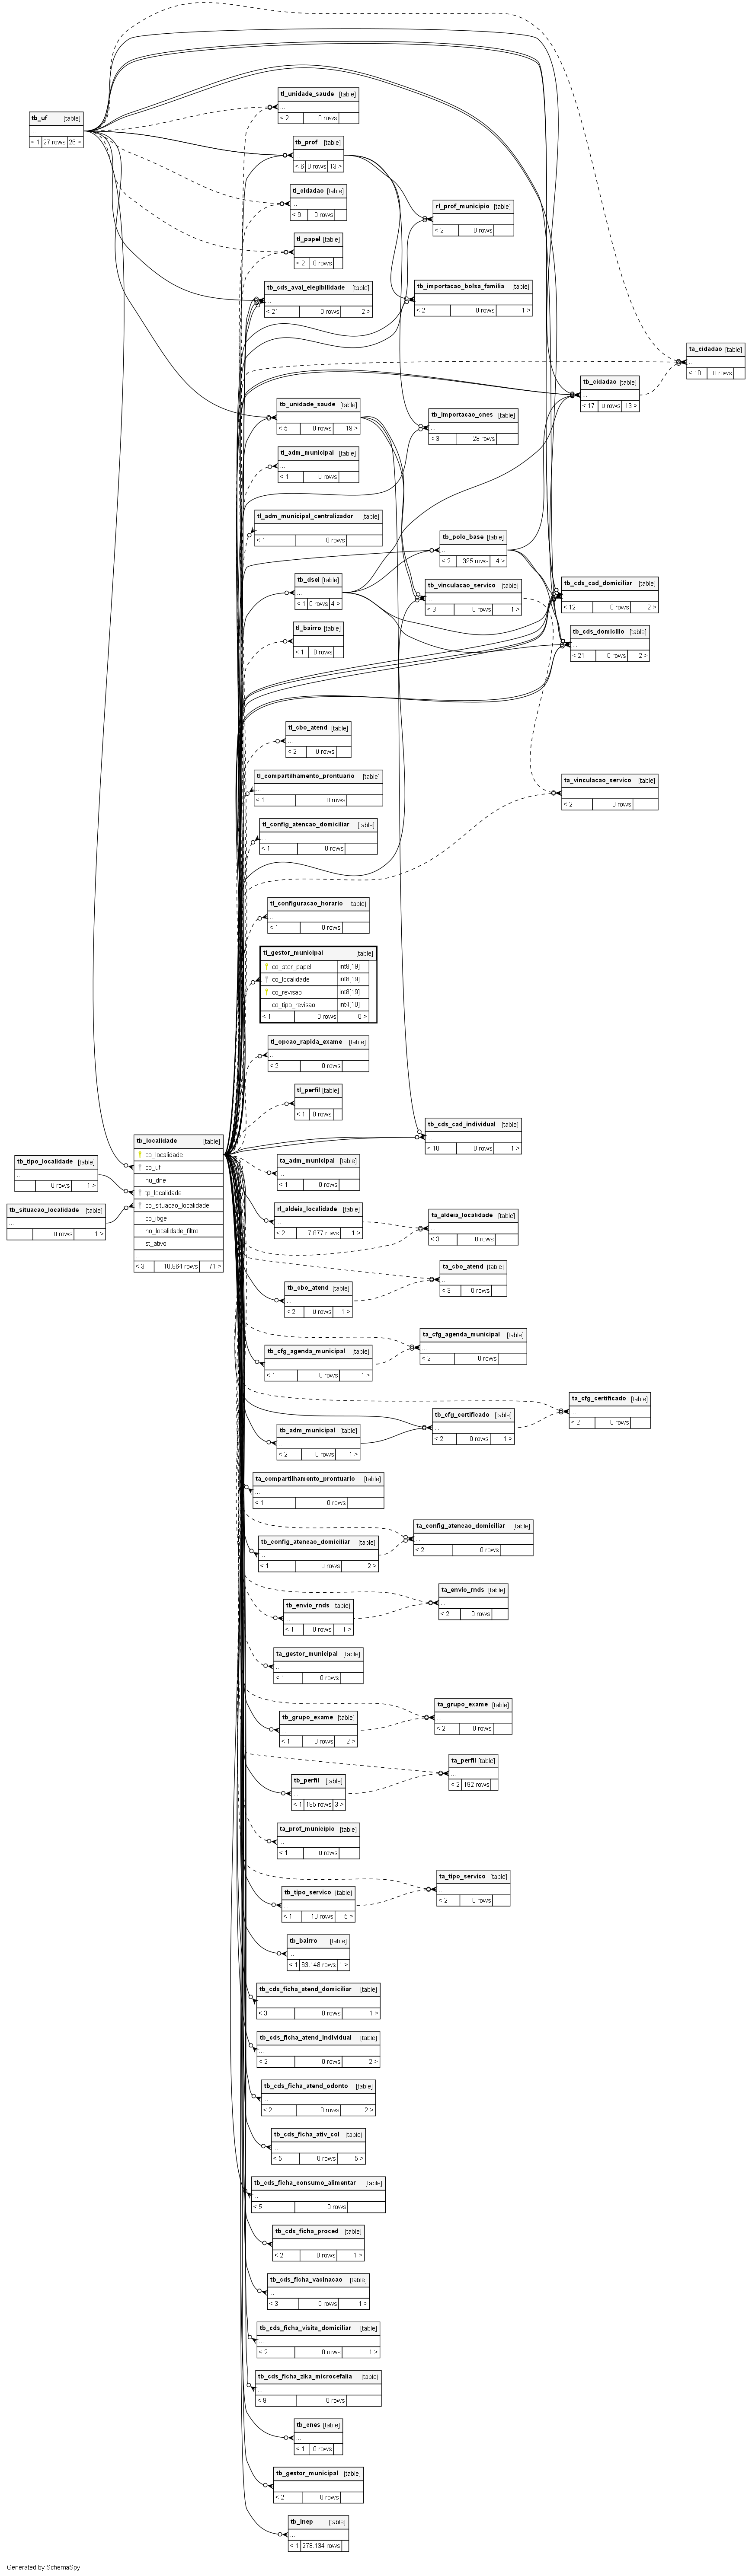 tl_unidade_saude [table]
...
< 2 0 rows
tb_uf [table]
...
< 1 27 rows 26 >
tb_prof [table]
...
< 6 0 rows 13 >
tl_cidadao [table]
...
< 9 0 rows
rl_prof_municipio [table]
...
< 2 0 rows
tl_papel [table]
...
< 2 0 rows
tb_cds_aval_elegibilidade [table]
...
< 21 0 rows 2 >
tb_importacao_bolsa_familia [table]
...
< 2 0 rows 1 >
ta_cidadao [table]
...
< 10 0 rows
tb_cidadao [table]
...
< 17 0 rows 13 >
tb_unidade_saude [table]
...
< 5 0 rows 19 >
tb_importacao_cnes [table]
...
< 3 28 rows
tl_adm_municipal [table]
...
< 1 0 rows
tl_adm_municipal_centralizador [table]
...
< 1 0 rows
tb_polo_base [table]
...
< 2 395 rows 4 >
tb_dsei [table]
...
< 1 0 rows 4 >
tb_vinculacao_servico [table]
...
< 3 0 rows 1 >
tb_cds_cad_domiciliar [table]
...
< 12 0 rows 2 >
tl_bairro [table]
...
< 1 0 rows
tb_cds_domicilio [table]
...
< 21 0 rows 2 >
tl_cbo_atend [table]
...
< 2 0 rows
tl_compartilhamento_prontuario [table]
...
< 1 0 rows
ta_vinculacao_servico [table]
...
< 2 0 rows
tl_config_atencao_domiciliar [table]
...
< 1 0 rows
tl_configuracao_horario [table]
...
< 1 0 rows
tl_gestor_municipal [table]
co_ator_papel int8[19]
co_localidade int8[19]
co_revisao int8[19]
co_tipo_revisao int4[10]
< 1 0 rows 0 >
tl_opcao_rapida_exame [table]
...
< 2 0 rows
tl_perfil [table]
...
< 1 0 rows
tb_cds_cad_individual [table]
...
< 10 0 rows 1 >
tb_localidade [table]
co_localidade
co_uf
nu_dne
tp_localidade
co_situacao_localidade
co_ibge
no_localidade_filtro
st_ativo
...
< 3 10.864 rows 71 >
tb_tipo_localidade [table]
...
0 rows 1 >
tb_situacao_localidade [table]
...
0 rows 1 >
ta_adm_municipal [table]
...
< 1 0 rows
rl_aldeia_localidade [table]
...
< 2 7.977 rows 1 >
ta_aldeia_localidade [table]
...
< 3 0 rows
ta_cbo_atend [table]
...
< 3 0 rows
tb_cbo_atend [table]
...
< 2 0 rows 1 >
ta_cfg_agenda_municipal [table]
...
< 2 0 rows
tb_cfg_agenda_municipal [table]
...
< 1 0 rows 1 >
ta_cfg_certificado [table]
...
< 2 0 rows
tb_cfg_certificado [table]
...
< 2 0 rows 1 >
tb_adm_municipal [table]
...
< 2 0 rows 1 >
ta_compartilhamento_prontuario [table]
...
< 1 0 rows
ta_config_atencao_domiciliar [table]
...
< 2 0 rows
tb_config_atencao_domiciliar [table]
...
< 1 0 rows 2 >
ta_envio_rnds [table]
...
< 2 0 rows
tb_envio_rnds [table]
...
< 1 0 rows 1 >
ta_gestor_municipal [table]
...
< 1 0 rows
ta_grupo_exame [table]
...
< 2 0 rows
tb_grupo_exame [table]
...
< 1 0 rows 2 >
ta_perfil [table]
...
< 2 192 rows
tb_perfil [table]
...
< 1 195 rows 3 >
ta_prof_municipio [table]
...
< 1 0 rows
ta_tipo_servico [table]
...
< 2 0 rows
tb_tipo_servico [table]
...
< 1 10 rows 5 >
tb_bairro [table]
...
< 1 63.148 rows 1 >
tb_cds_ficha_atend_domiciliar [table]
...
< 3 0 rows 1 >
tb_cds_ficha_atend_individual [table]
...
< 2 0 rows 2 >
tb_cds_ficha_atend_odonto [table]
...
< 2 0 rows 2 >
tb_cds_ficha_ativ_col [table]
...
< 5 0 rows 5 >
tb_cds_ficha_consumo_alimentar [table]
...
< 5 0 rows
tb_cds_ficha_proced [table]
...
< 2 0 rows 1 >
tb_cds_ficha_vacinacao [table]
...
< 3 0 rows 1 >
tb_cds_ficha_visita_domiciliar [table]
...
< 2 0 rows 1 >
tb_cds_ficha_zika_microcefalia [table]
...
< 9 0 rows
tb_cnes [table]
...
< 1 0 rows
tb_gestor_municipal [table]
...
< 2 0 rows
tb_inep [table]
...
< 1 278.134 rows
Generated by SchemaSpy